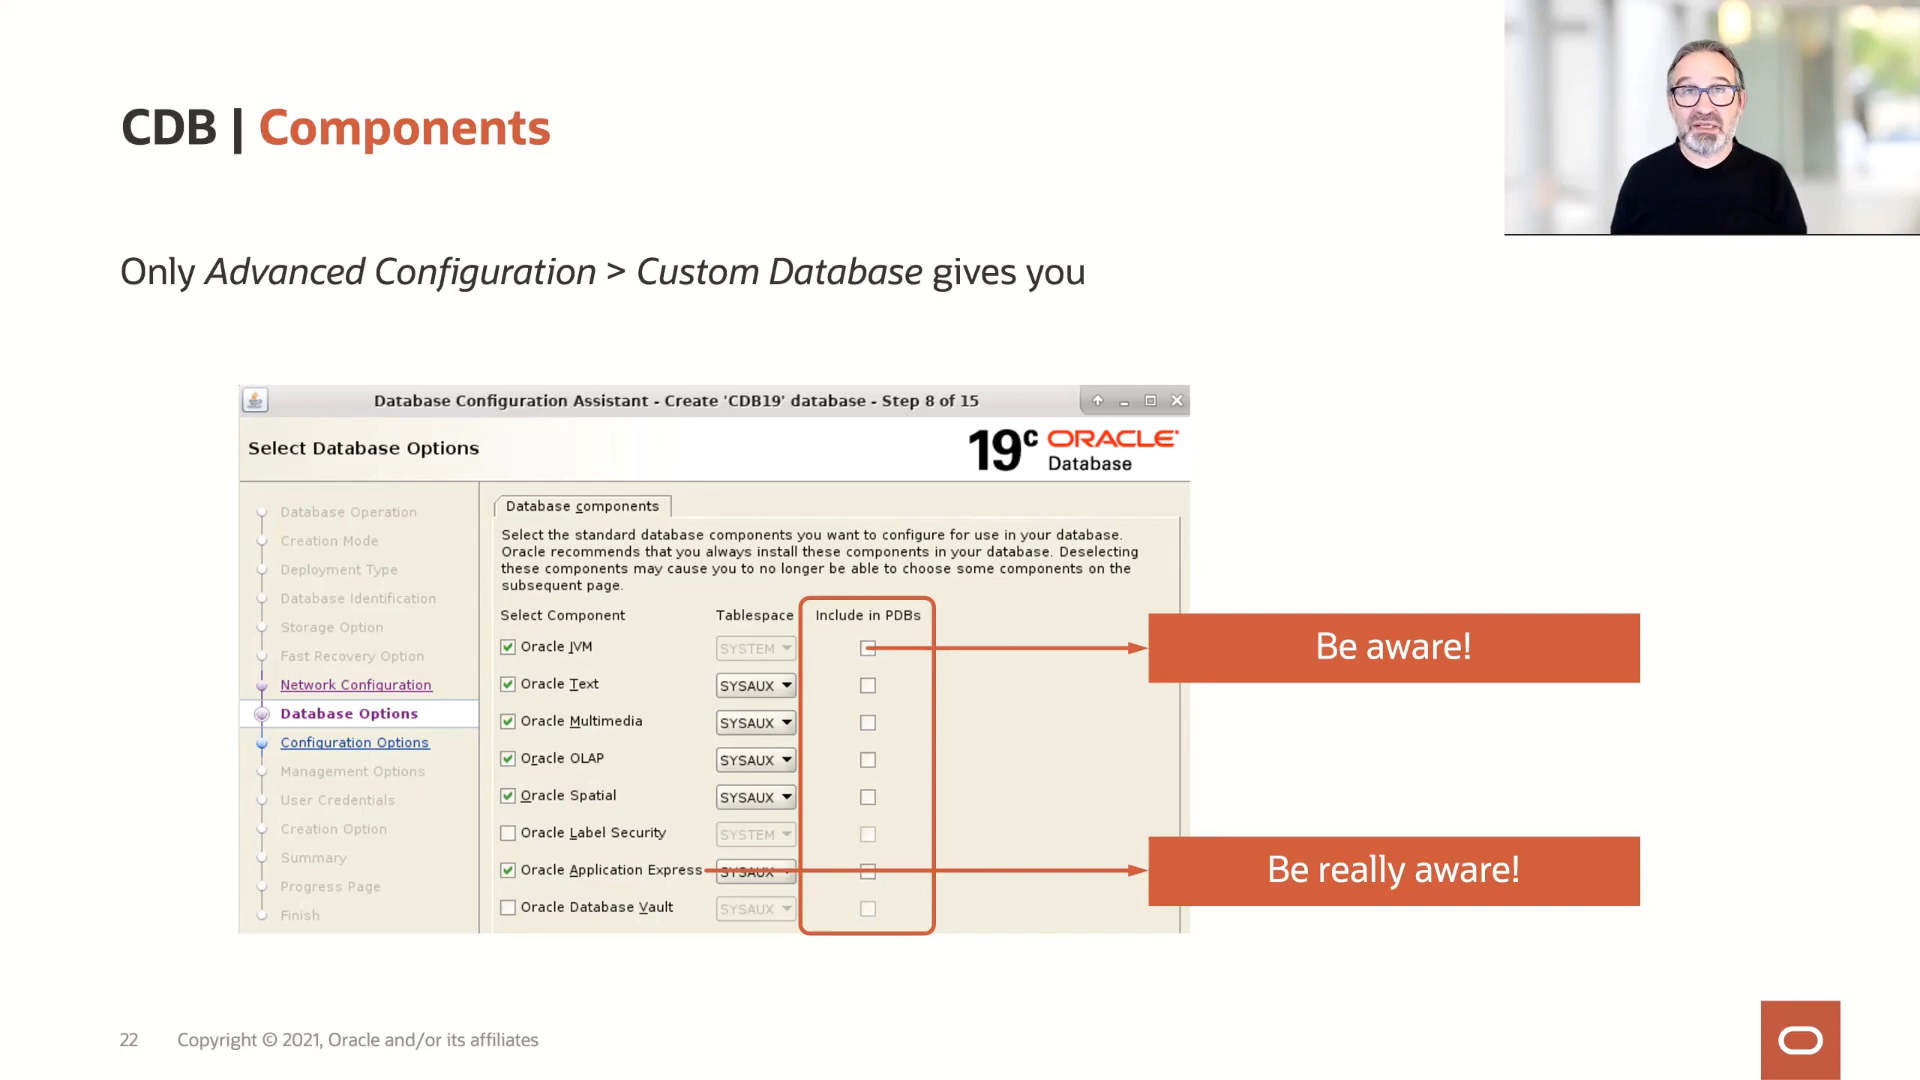 CDB | Components
Only Advanced Configuration > Custom Database gives you
Database Configuration Assistant - Create 'CDB19' database - Step 8 of 15
Select Database Options
19c ORACLE
Database
Database Operation
Creation Mode
Deployment Type
Database Identification
Storage Option
Fast Recovery Option
Network Configuration
Database Options
Configuration Options
Management Options
User Credentials
Creation Option
Summary
Progress Page
Finish
Database components
Select the standard database components you want to configure for use in your database.
Oracle recommends that you always install these components in your database. Deselecting
these components may cause you to no longer be able to choose some components on the
subsequent page.
Select Component Tablespace Include in PDBs
Oracle JVM SYSTEM
Oracle Text SYSAUX
Oracle Multimedia SYSAUX
Oracle OLAP SYSAUX
Oracle Spatial SYSAUX
Oracle Label Security SYSTEM
Oracle Application Express SYSAUX
Oracle Database Vault SYSAUX
Be aware!
Be really aware!
22 Copyright © 2021, Oracle and/or its affiliates